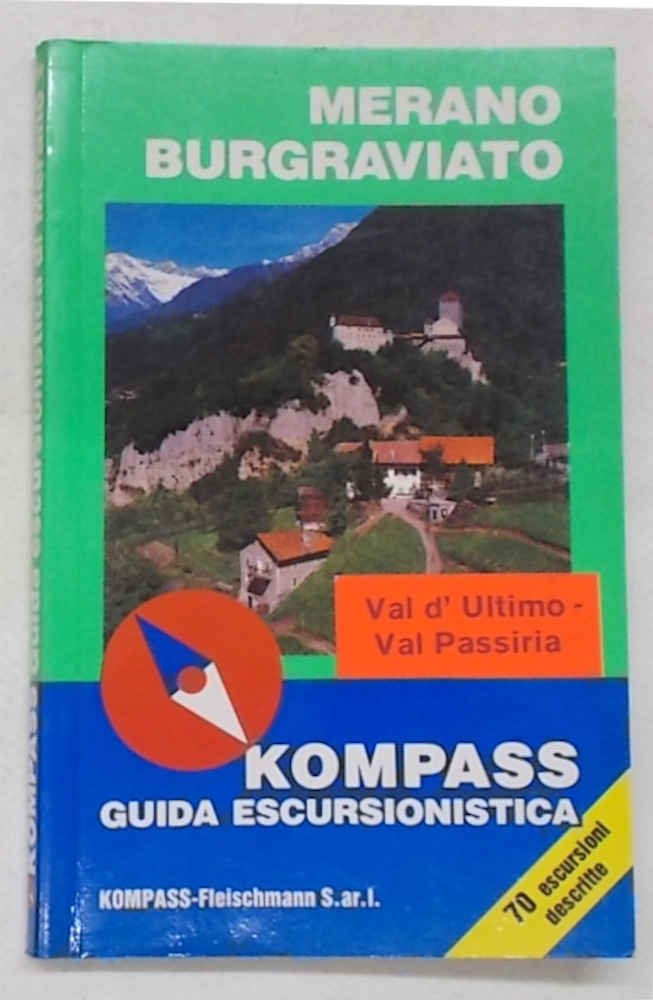 MERANO
BURGRAVIATO
Val d' Ultimo -
Val Passiria
KOMPASS
GUIDA ESCURSIONISTICA
70 escursioni
descritte
KOMPASS-Fleischmann S.ar.l.